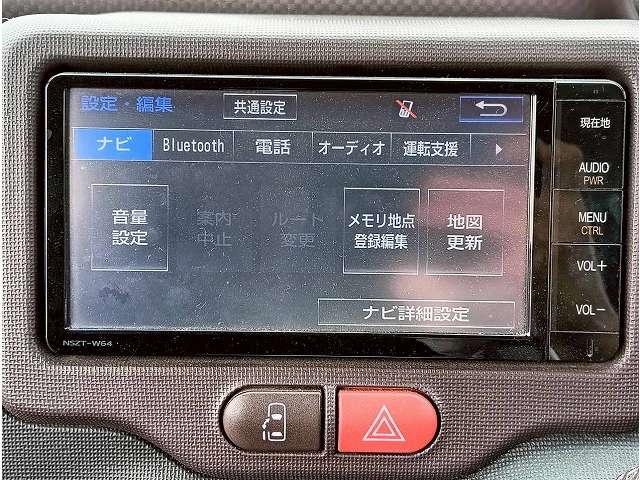 設定・編集 共通設定
現在地
ナビ Bluetooth 電話 オーディオ 運転支援
AUDIO
PWR
音量
設定
案内
中止
ルート
変更
メモリ地点
登録編集
地図
更新
MENU
CTRL
VOL+
ナビ詳細設定
VOL-
NSZT-W64